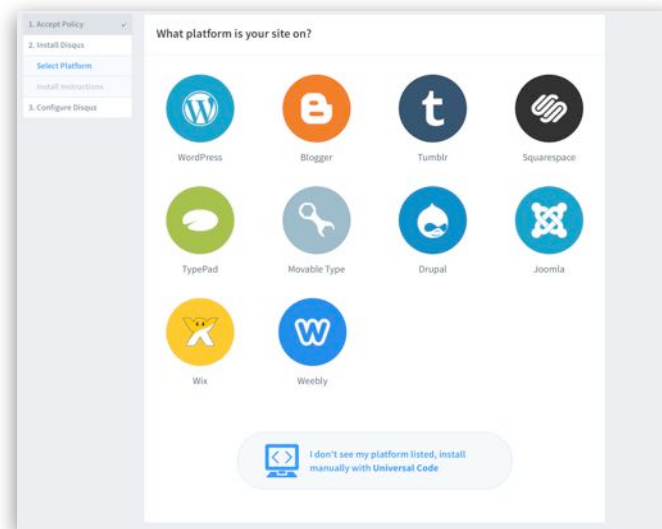 1. Accept Policy ✓
2. Install Disqus
Select Platform
Install Instructions
3. Configure Disqus
What platform is your site on?
WordPress
Blogger
Tumblr
Squarespace
TypePad
Movable Type
Drupal
Joomla
Wix
Weebly
I don't see my platform listed, install
manually with Universal Code